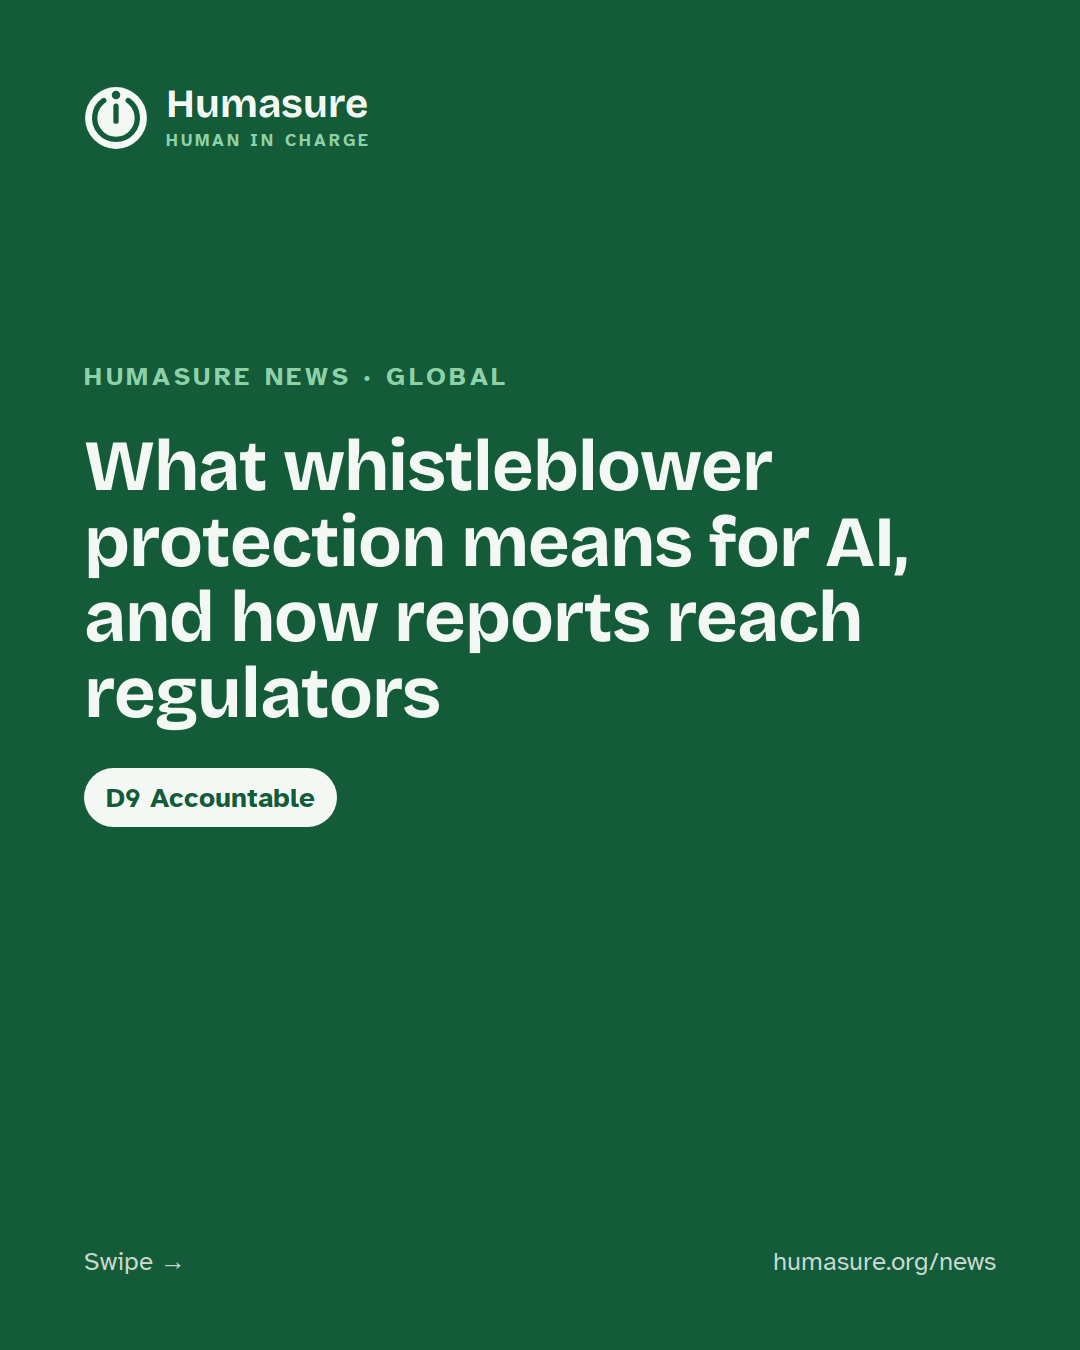 Humasure
HUMAN IN CHARGE
HUMASURE NEWS · GLOBAL
What whistleblower
protection means for AI,
and how reports reach
regulators
D9 Accountable
Swipe →
humasure.org/news